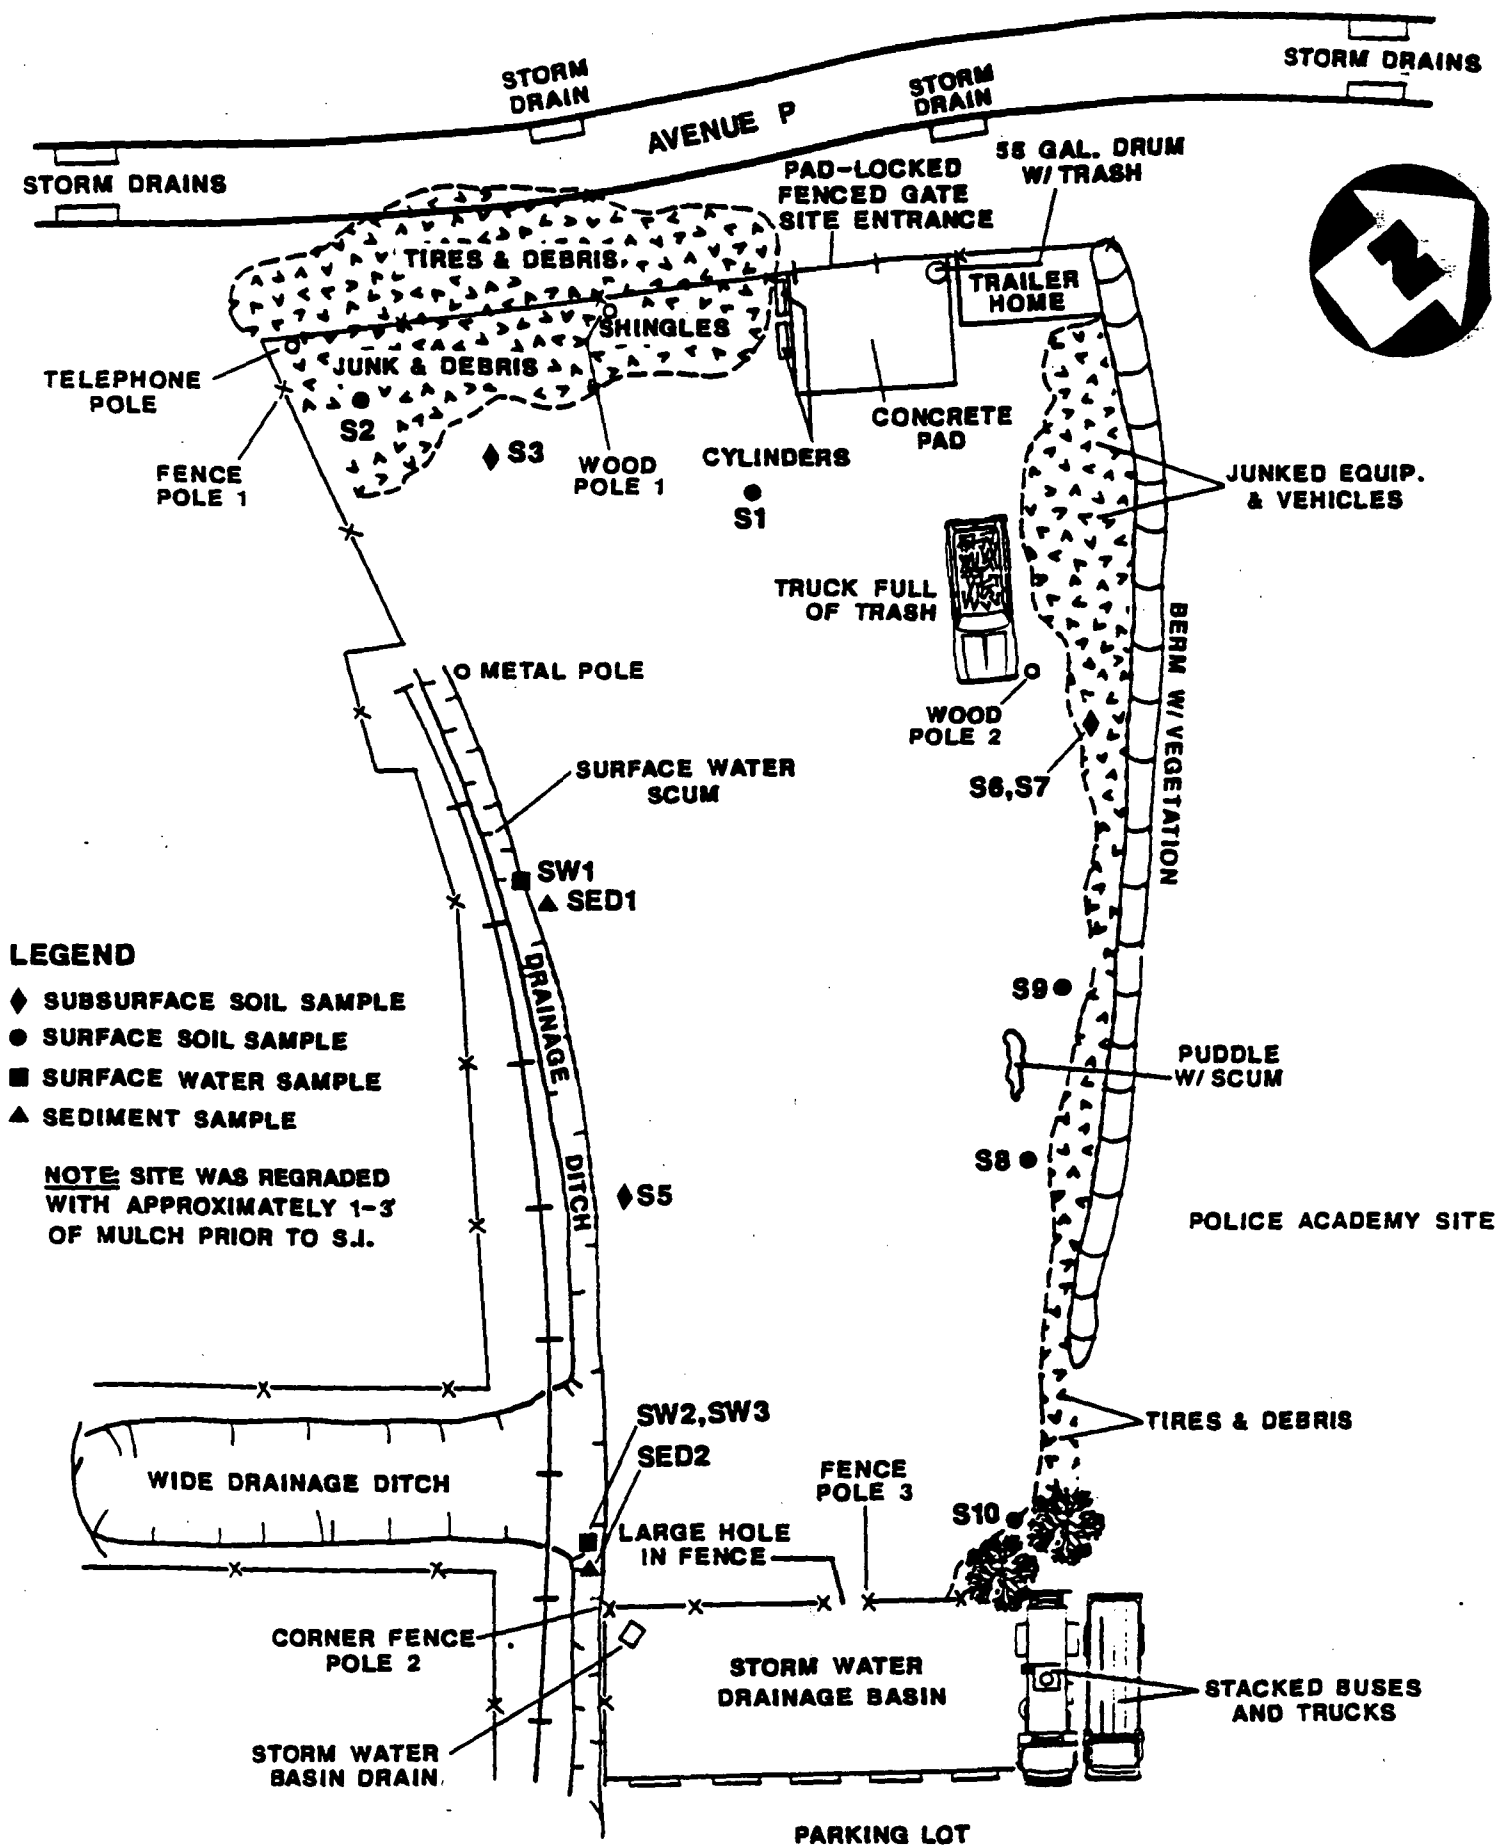 STORM
DRAIN
AVENUE P
STORM
DRAIN
STORM DRAINS
STORM DRAINS
PAD-LOCKED
FENCED GATE
SITE ENTRANCE
55 GAL. DRUM
W/ TRASH
N
TIRES & DEBRIS
SHINGLES
TRAILER
HOME
JUNK & DEBRIS
TELEPHONE
POLE
S2
S3
FENCE
POLE 1
WOOD
POLE 1
CYLINDERS
S1
CONCRETE
PAD
JUNKED EQUIP.
& VEHICLES
TRUCK FULL
OF TRASH
BERM W/ VEGETATION
METAL POLE
WOOD
POLE 2
S6,S7
SURFACE WATER
SCUM
SW1
SED1
DRAINAGE
DITCH
LEGEND
SUBSURFACE SOIL SAMPLE
SURFACE SOIL SAMPLE
SURFACE WATER SAMPLE
SEDIMENT SAMPLE
NOTE: SITE WAS REGRADED
WITH APPROXIMATELY 1-3'
OF MULCH PRIOR TO S.I.
S9
PUDDLE
W/ SCUM
S8
S5
POLICE ACADEMY SITE
SW2,SW3
SED2
TIRES & DEBRIS
WIDE DRAINAGE DITCH
FENCE
POLE 3
S10
LARGE HOLE
IN FENCE
CORNER FENCE
POLE 2
STORM WATER
DRAINAGE BASIN
STACKED BUSES
AND TRUCKS
STORM WATER
BASIN DRAIN
PARKING LOT